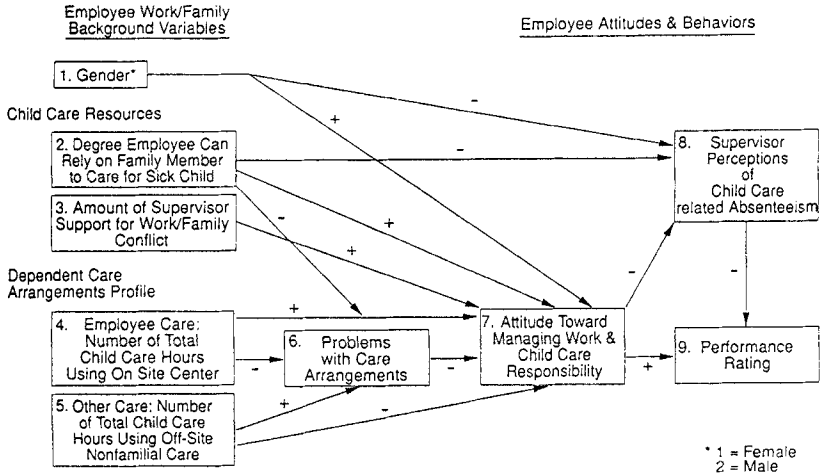 Employee Work/Family
Background Variables
Employee Attitudes & Behaviors
1. Gender*
-
+
Child Care Resources
2. Degree Employee Can
Rely on Family Member
to Care for Sick Child
-
8. Supervisor
Perceptions
of
Child Care
related Absenteeism
3. Amount of Supervisor
Support for Work/Family
Conflict
-
+
+
Dependent Care
Arrangements Profile
-
-
4. Employee Care:
Number of Total
Child Care Hours
Using On Site
Center
+
-
6. Problems
with Care
Arrangements
-
7. Attitude Toward
Managing Work &
Child Care
Responsibility
+
9. Performance
Rating
5. Other Care: Number
of Total Child Care
Hours Using Off-Site
Nonfamilial Care
+
-
* 1 = Female
2 = Male